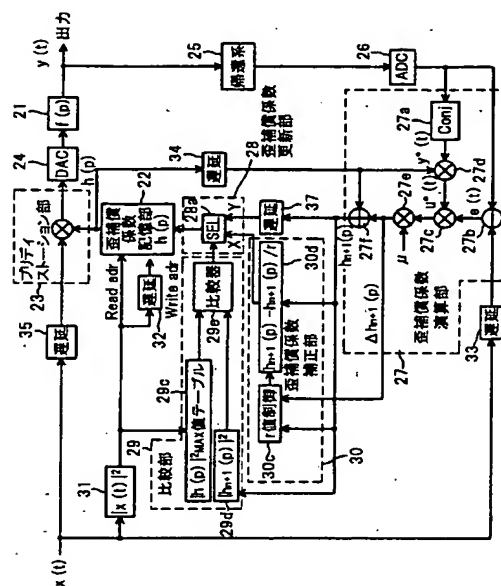 x(t)
31
|x(t)|²
35
遅延
プリディ
ストーション部
23
24
DAC
21
f(p)
y(t)
出力
h(p)
22
歪補償
係数
記憶部
h(p)
Read adr
Write adr
遅延
32
34
遅延
25
帰還系
26
ADC
28
歪補償係数
更新部
28a
SEL
X
Y
29
比較部
29c
|h(p)|²MAX値テーブル
29e
比較器
29d
|hn+1(p)|²
37
遅延
30d
hn+1(p)-hn+1(p)/r
歪補償係数
補正部
30c
r値制御
30
hn+1(p)
27f
Δhn+1(p)
27e
μ
27c
u*(t)
27d
y*(t)
27a
Conj
e(t)
27b
27
歪補償係数
演算部
33
遅延